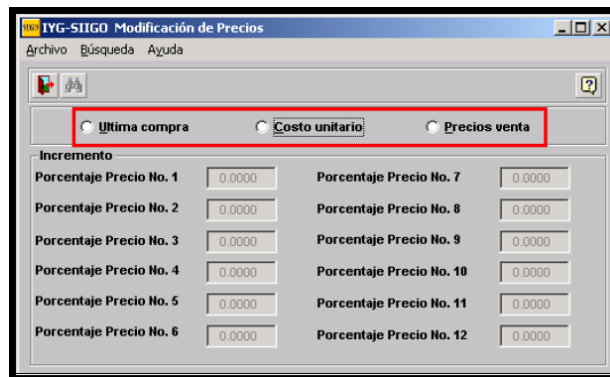 SIIGO IYG-SIIGO Modificación de Precios
Archivo Búsqueda Ayuda
Ultima compra Costo unitario Precios venta
Incremento
Porcentaje Precio No. 1 0.0000 Porcentaje Precio No. 7 0.0000
Porcentaje Precio No. 2 0.0000 Porcentaje Precio No. 8 0.0000
Porcentaje Precio No. 3 0.0000 Porcentaje Precio No. 9 0.0000
Porcentaje Precio No. 4 0.0000 Porcentaje Precio No. 10 0.0000
Porcentaje Precio No. 5 0.0000 Porcentaje Precio No. 11 0.0000
Porcentaje Precio No. 6 0.0000 Porcentaje Precio No. 12 0.0000